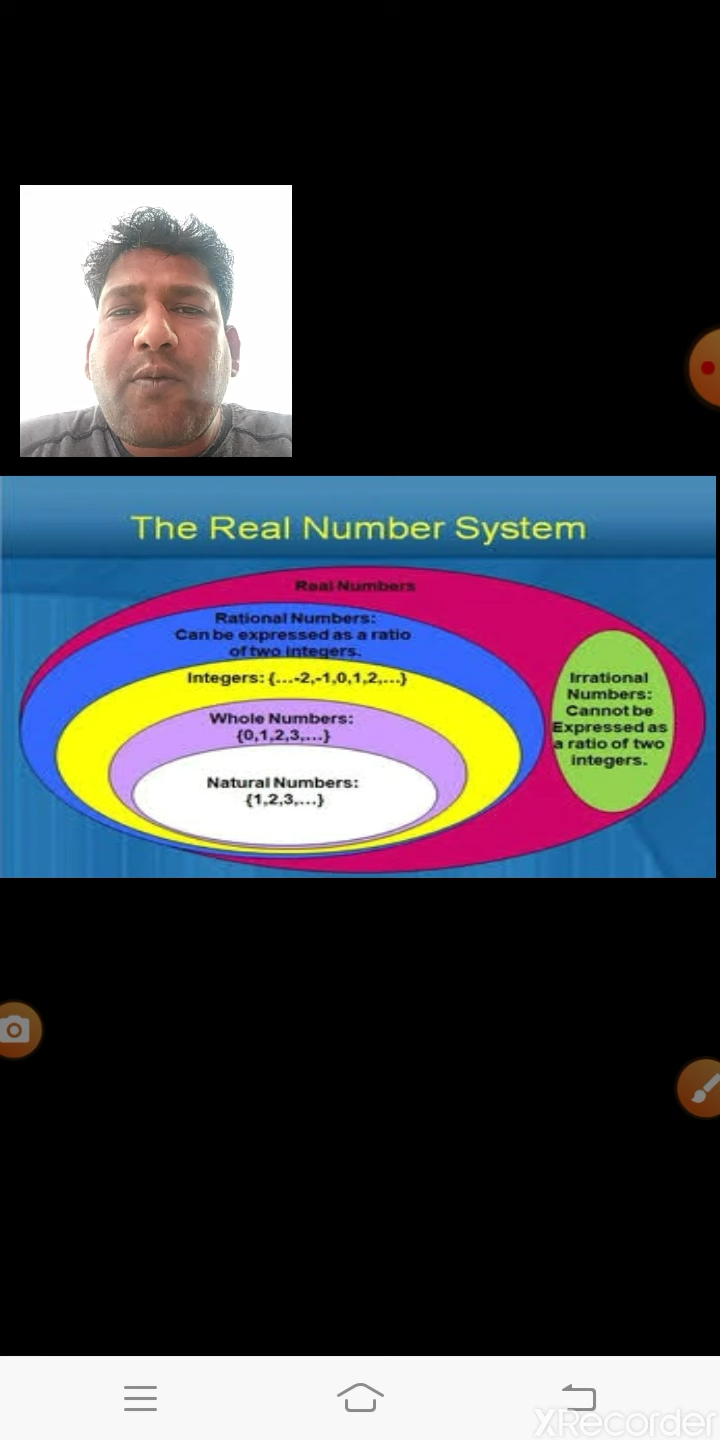 The Real Number System
Real Numbers
Rational Numbers:
Can be expressed as a ratio
of two integers.
Integers: {...-2,-1,0,1,2,...}
Whole Numbers:
{0,1,2,3,...}
Natural Numbers:
{1,2,3,...}
Irrational
Numbers:
Cannot be
Expressed as
a ratio of two
integers.
XRecorder